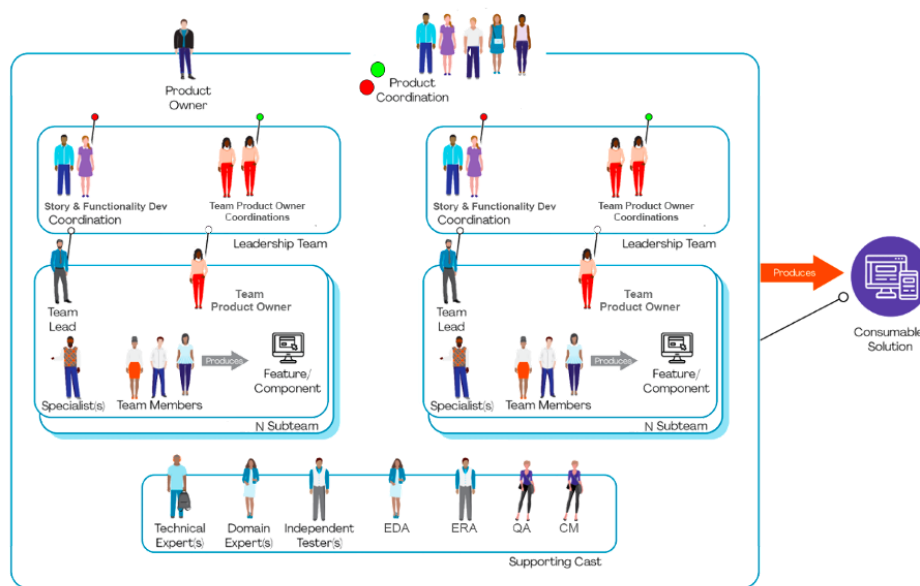 Product
Owner
Product
Coordination
Story & Functionality Dev
Coordination
Team Product Owner
Coordinations
Leadership Team
Team
Lead
Team
Product Owner
Produces
Specialist(s)
Team Members
Feature/
Component
N Subteam
Story & Functionality Dev
Coordination
Team Product Owner
Coordinations
Leadership Team
Team
Lead
Team
Product Owner
Produces
Specialist(s)
Team Members
Feature/
Component
N Subteam
Produces
Consumable
Solution
Technical
Expert(s)
Domain
Expert(s)
Independent
Tester(s)
EDA
ERA
QA
CM
Supporting Cast